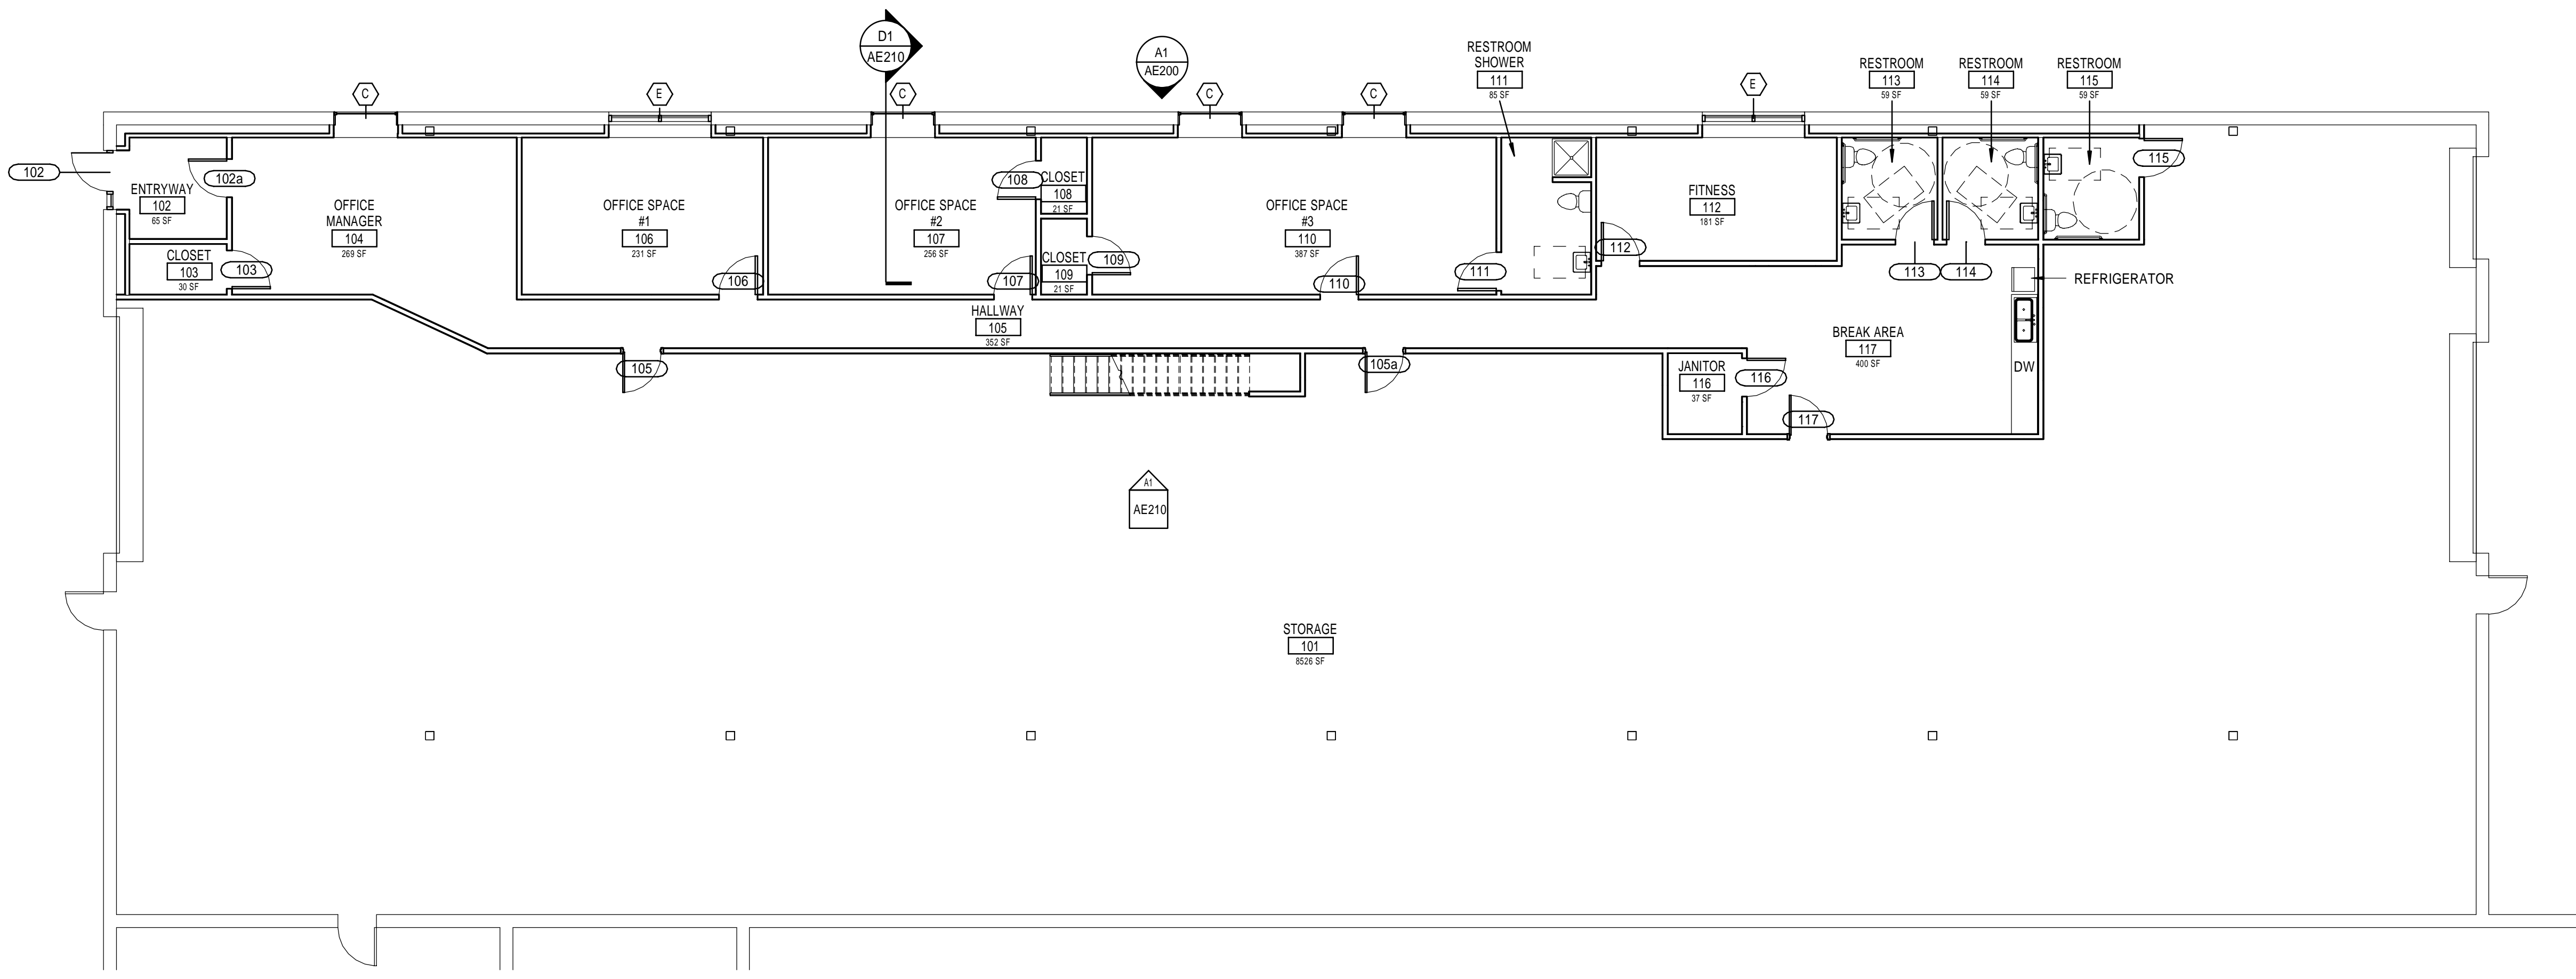 D1
AE210
A1
AE200
RESTROOM
SHOWER
111
85 SF
RESTROOM
113
59 SF
RESTROOM
114
59 SF
RESTROOM
115
59 SF
C
E
C
C
C
E
102
102a
115
ENTRYWAY
102
65 SF
OFFICE
MANAGER
104
269 SF
OFFICE SPACE
#1
106
231 SF
OFFICE SPACE
#2
107
256 SF
108
CLOSET
108
21 SF
OFFICE SPACE
#3
110
387 SF
FITNESS
112
181 SF
CLOSET
103
30 SF
103
106
107
CLOSET
109
21 SF
109
110
111
112
113
114
REFRIGERATOR
HALLWAY
105
352 SF
BREAK AREA
117
400 SF
105
105a
JANITOR
116
37 SF
116
DW
117
A1
AE210
STORAGE
101
8526 SF